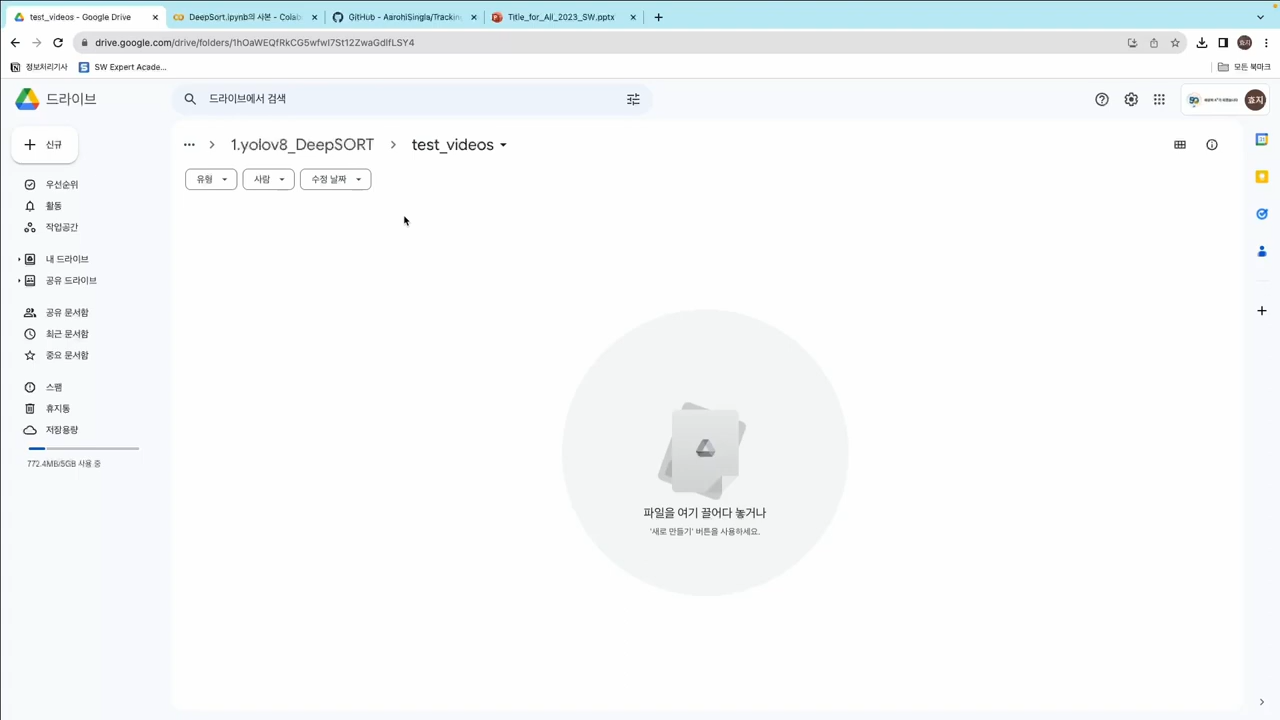 test_videos - Google Drive
DeepSort.ipynb의 사본 - Colab
GitHub - AarohiSingla/Tracking
Title_for_All_2023_SW.pptx
drive.google.com/drive/folders/1hOaWEQfRkCG5wfwI7St12ZwaGdIfLSY4
효지
정보처리기사
SW Expert Acade...
모든 북마크
드라이브
드라이브에서 검색
효지
신규
1.yolov8_DeepSORT
test_videos
유형
사람
수정 날짜
우선순위
활동
작업공간
내 드라이브
공유 드라이브
공유 문서함
최근 문서함
중요 문서함
스팸
휴지통
저장용량
772.4MB/5GB 사용 중
파일을 여기 끌어다 놓거나
'새로 만들기' 버튼을 사용하세요.